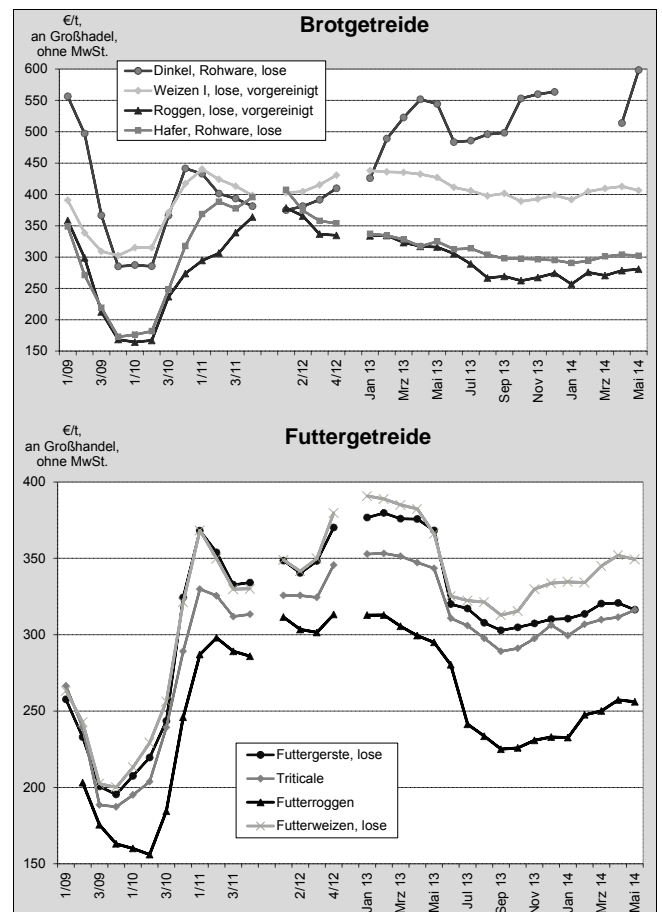 €/t,
an Großhadel,
ohne MwSt.
Brotgetreide
600
550
500
450
400
350
300
250
200
150
Dinkel, Rohware, lose
Weizen I, lose, vorgereinigt
Roggen, lose, vorgereinigt
Hafer, Rohware, lose
1/09
3/09
1/10
3/10
1/11
3/11
2/12
4/12
Jan 13
Mrz 13
Mai 13
Jul 13
Sep 13
Nov 13
Jan 14
Mrz 14
Mai 14
€/t,
an Großhandel,
ohne MwSt.
Futtergetreide
400
350
300
250
200
150
Futtergerste, lose
Triticale
Futterroggen
Futterweizen, lose
1/09
3/09
1/10
3/10
1/11
3/11
2/12
4/12
Jan 13
Mrz 13
Mai 13
Jul 13
Sep 13
Nov 13
Jan 14
Mrz 14
Mai 14